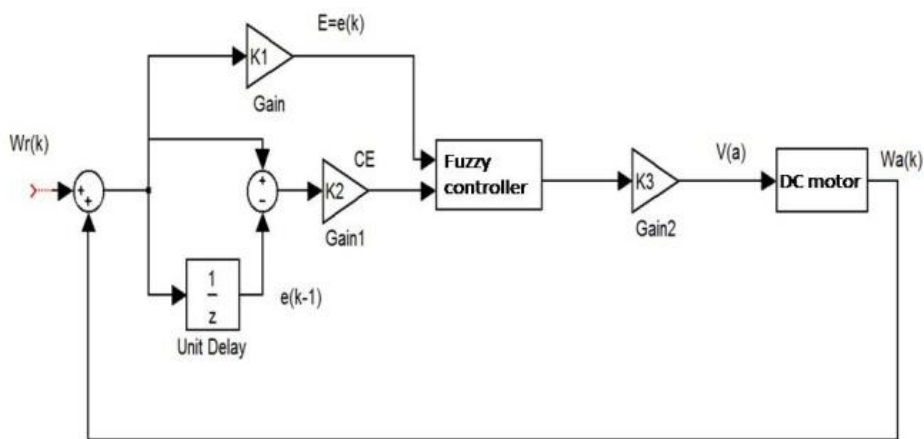 E=e(k)
K1
Gain
Wr(k)
+
+
+
-
CE
K2
Gain1
Fuzzy
controller
K3
Gain2
V(a)
DC motor
Wa(k)
1
z
Unit Delay
e(k-1)